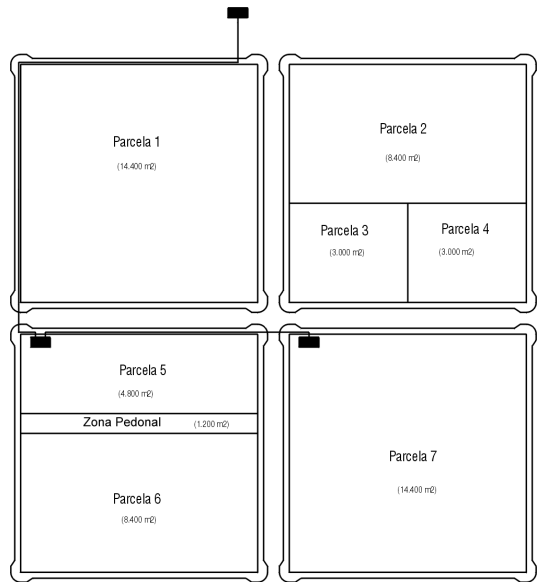 Parcela 1
(14.400 m2)
Parcela 2
(8.400 m2)
Parcela 3
(3.000 m2)
Parcela 4
(3.000 m2)
Parcela 5
(4.800 m2)
Zona Pedonal (1.200 m2)
Parcela 6
(8.400 m2)
Parcela 7
(14.400 m2)